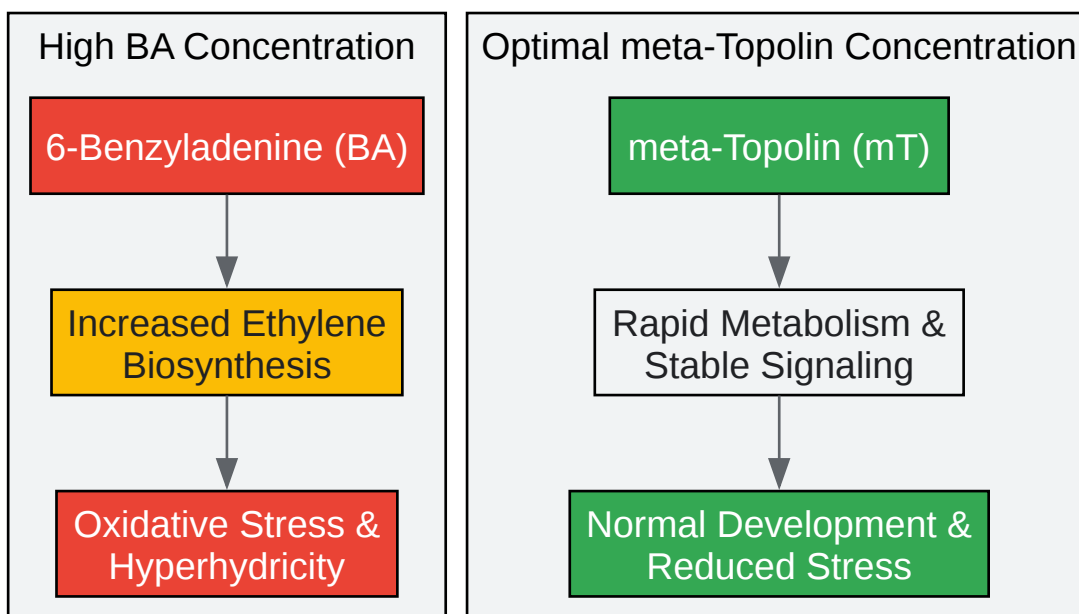 High BA Concentration
6-Benzyladenine (BA)
Increased Ethylene
Biosynthesis
Oxidative Stress &
Hyperhydricity
Optimal meta-Topolin Concentration
meta-Topolin (mT)
Rapid Metabolism &
Stable Signaling
Normal Development &
Reduced Stress